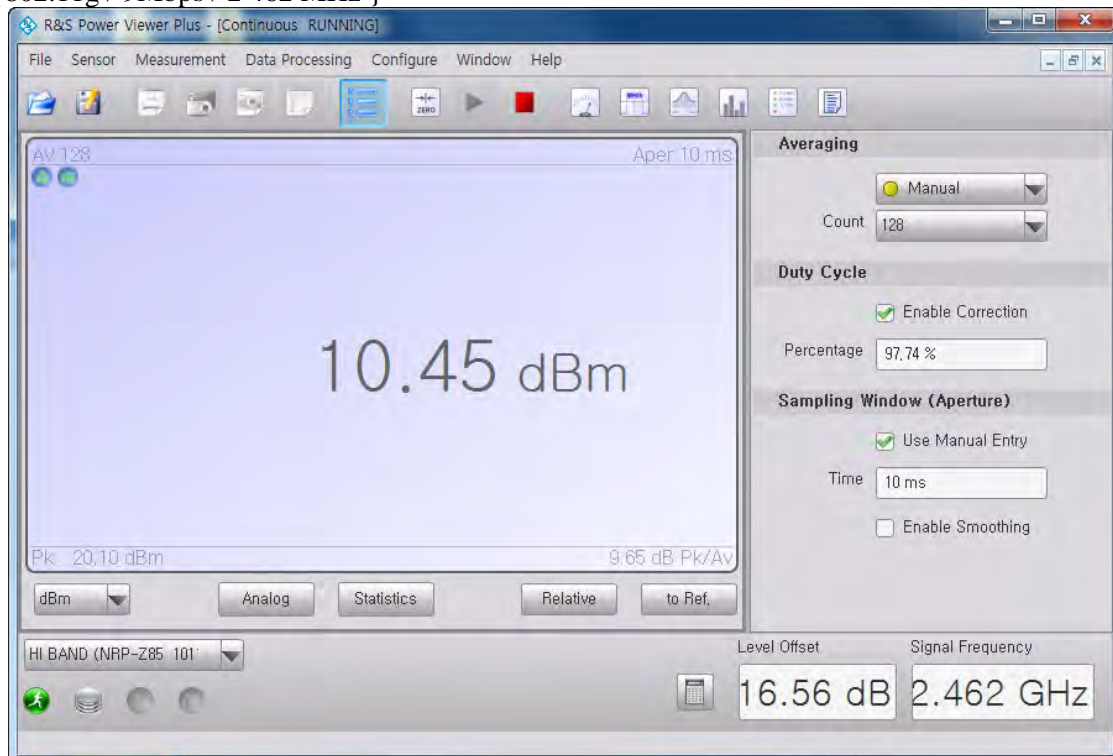 R&S Power Viewer Plus - [Continuous RUNNING]
File Sensor Measurement Data Processing Configure Window Help
ZERO
AV 128 Aper 10 ms
10.45 dBm
Pk 20,10 dBm 9.65 dB Pk/Av
dBm Analog Statistics Relative to Ref,
Averaging
Manual
Count 128
Duty Cycle
Enable Correction
Percentage 97,74 %
Sampling Window (Aperture)
Use Manual Entry
Time 10 ms
Enable Smoothing
HI BAND (NRP-Z85 101
Level Offset Signal Frequency
16.56 dB 2.462 GHz